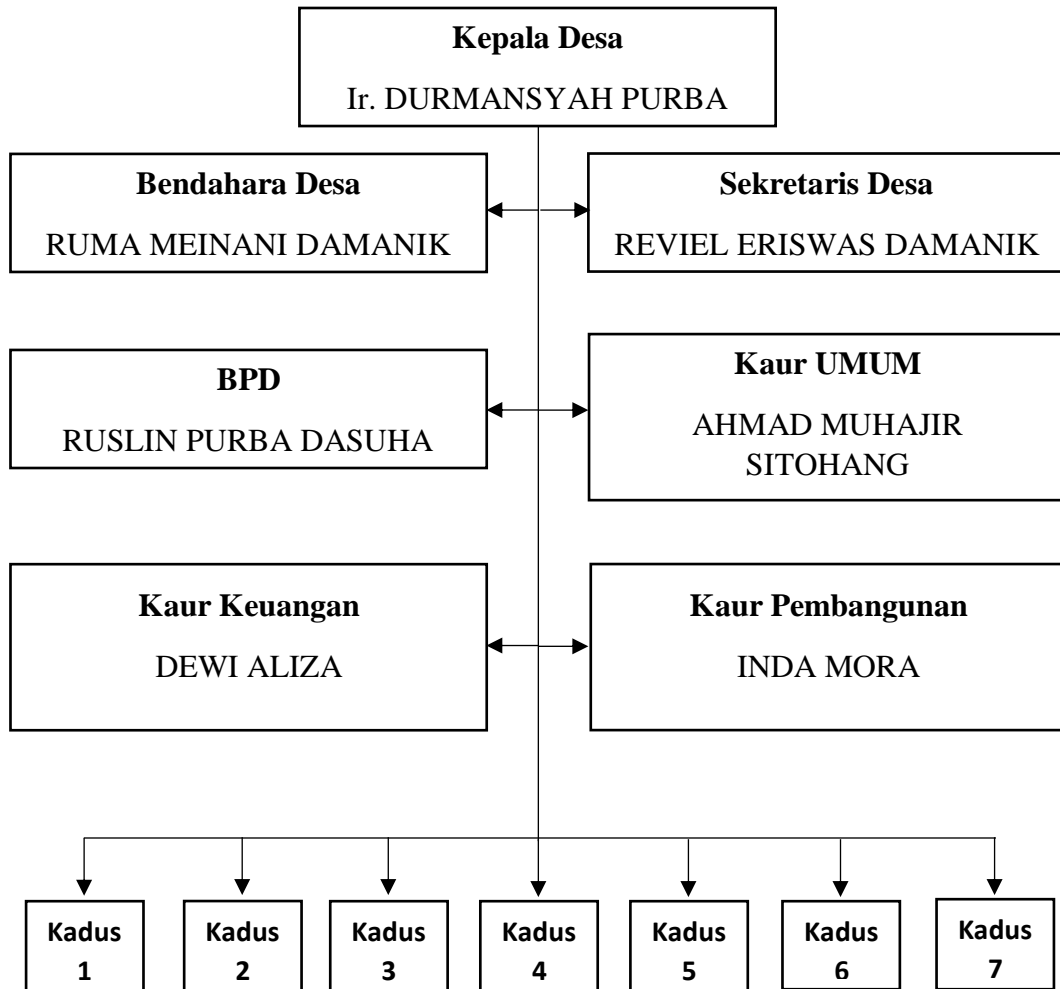 Kepala Desa
Ir. DURMANSYAH PURBA
Bendahara Desa
RUMA MEINANI DAMANIK
Sekretaris Desa
REVIEL ERISWAS DAMANIK
BPD
RUSLIN PURBA DASUHA
Kaur UMUM
AHMAD MUHAJIR
SITOHANG
Kaur Keuangan
DEWI ALIZA
Kaur Pembangunan
INDA MORA
Kadus
1
Kadus
2
Kadus
3
Kadus
4
Kadus
5
Kadus
6
Kadus
7